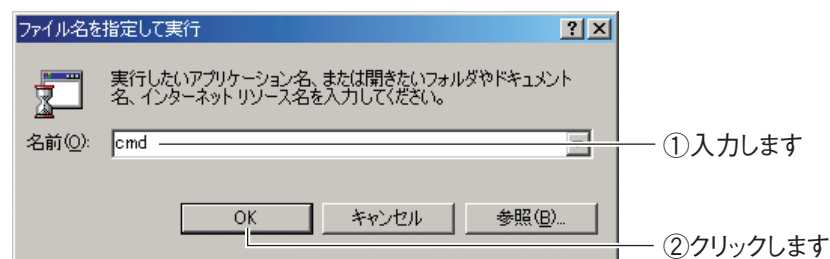 ファイル名を指定して実行
実行したいアプリケーション名、または開きたいフォルダやドキュメント
名、インターネット リソース名を入力してください。
名前(O): cmd
①入力します
OK キャンセル 参照(B)...
②クリックします